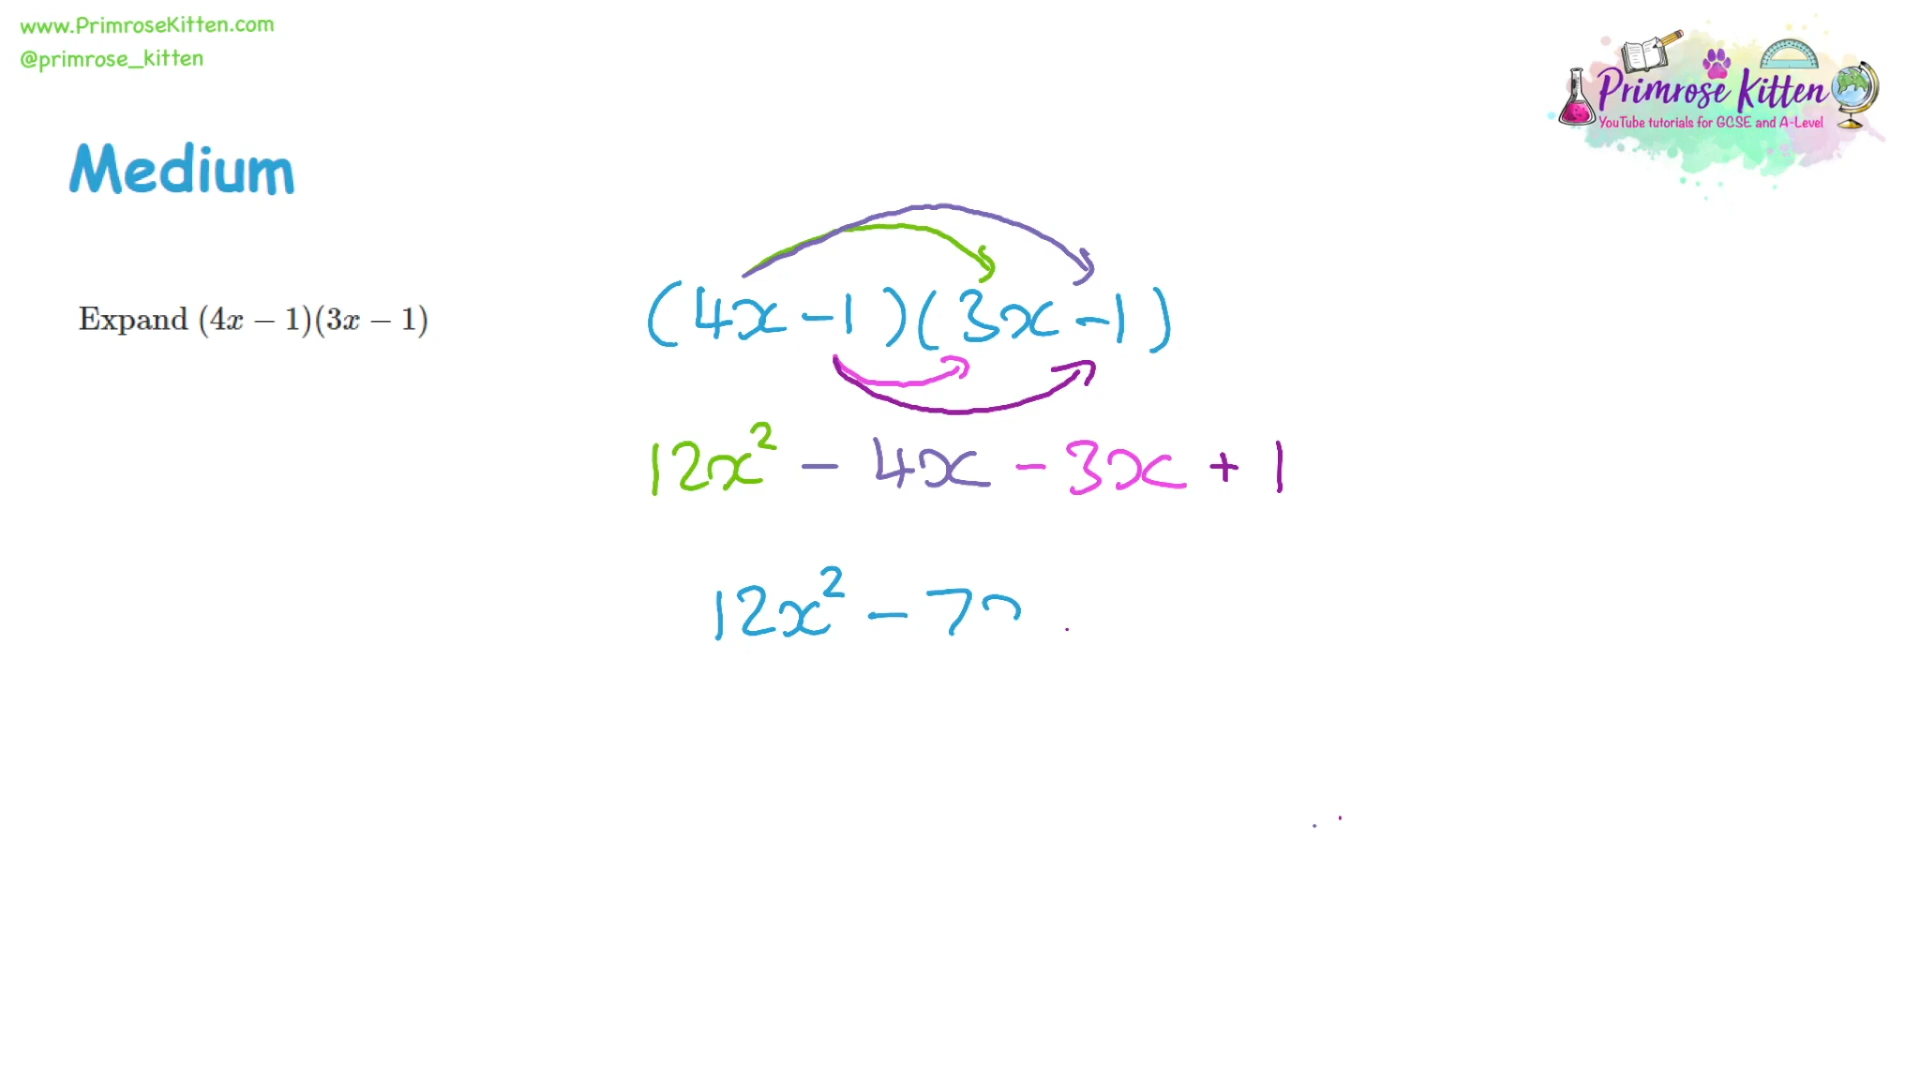 www.PrimroseKitten.com
@primrose_kitten
Primrose Kitten
YouTube tutorials for GCSE and A-Level
Medium
Expand (4x − 1)(3x − 1)
(4x − 1)(3x − 1)
12x² − 4x − 3x + 1
12x² − 7